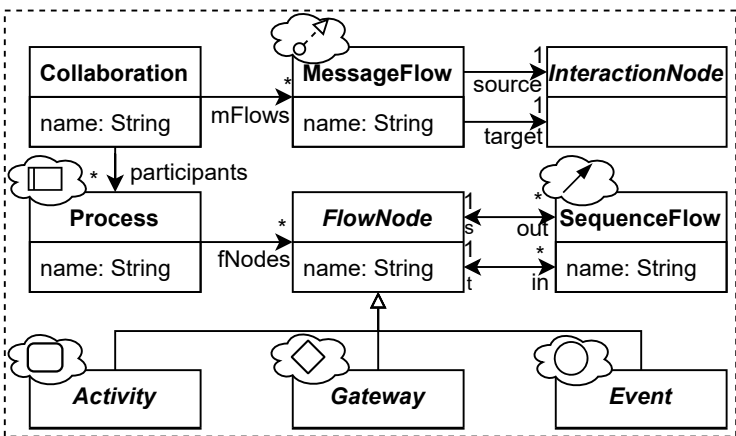 Collaboration
name: String
*
mFlows
MessageFlow
name: String
1
source
1
target
InteractionNode
*
participants
Process
name: String
*
fNodes
FlowNode
name: String
1
s
*
out
1
t
*
in
SequenceFlow
name: String
Activity
Gateway
Event